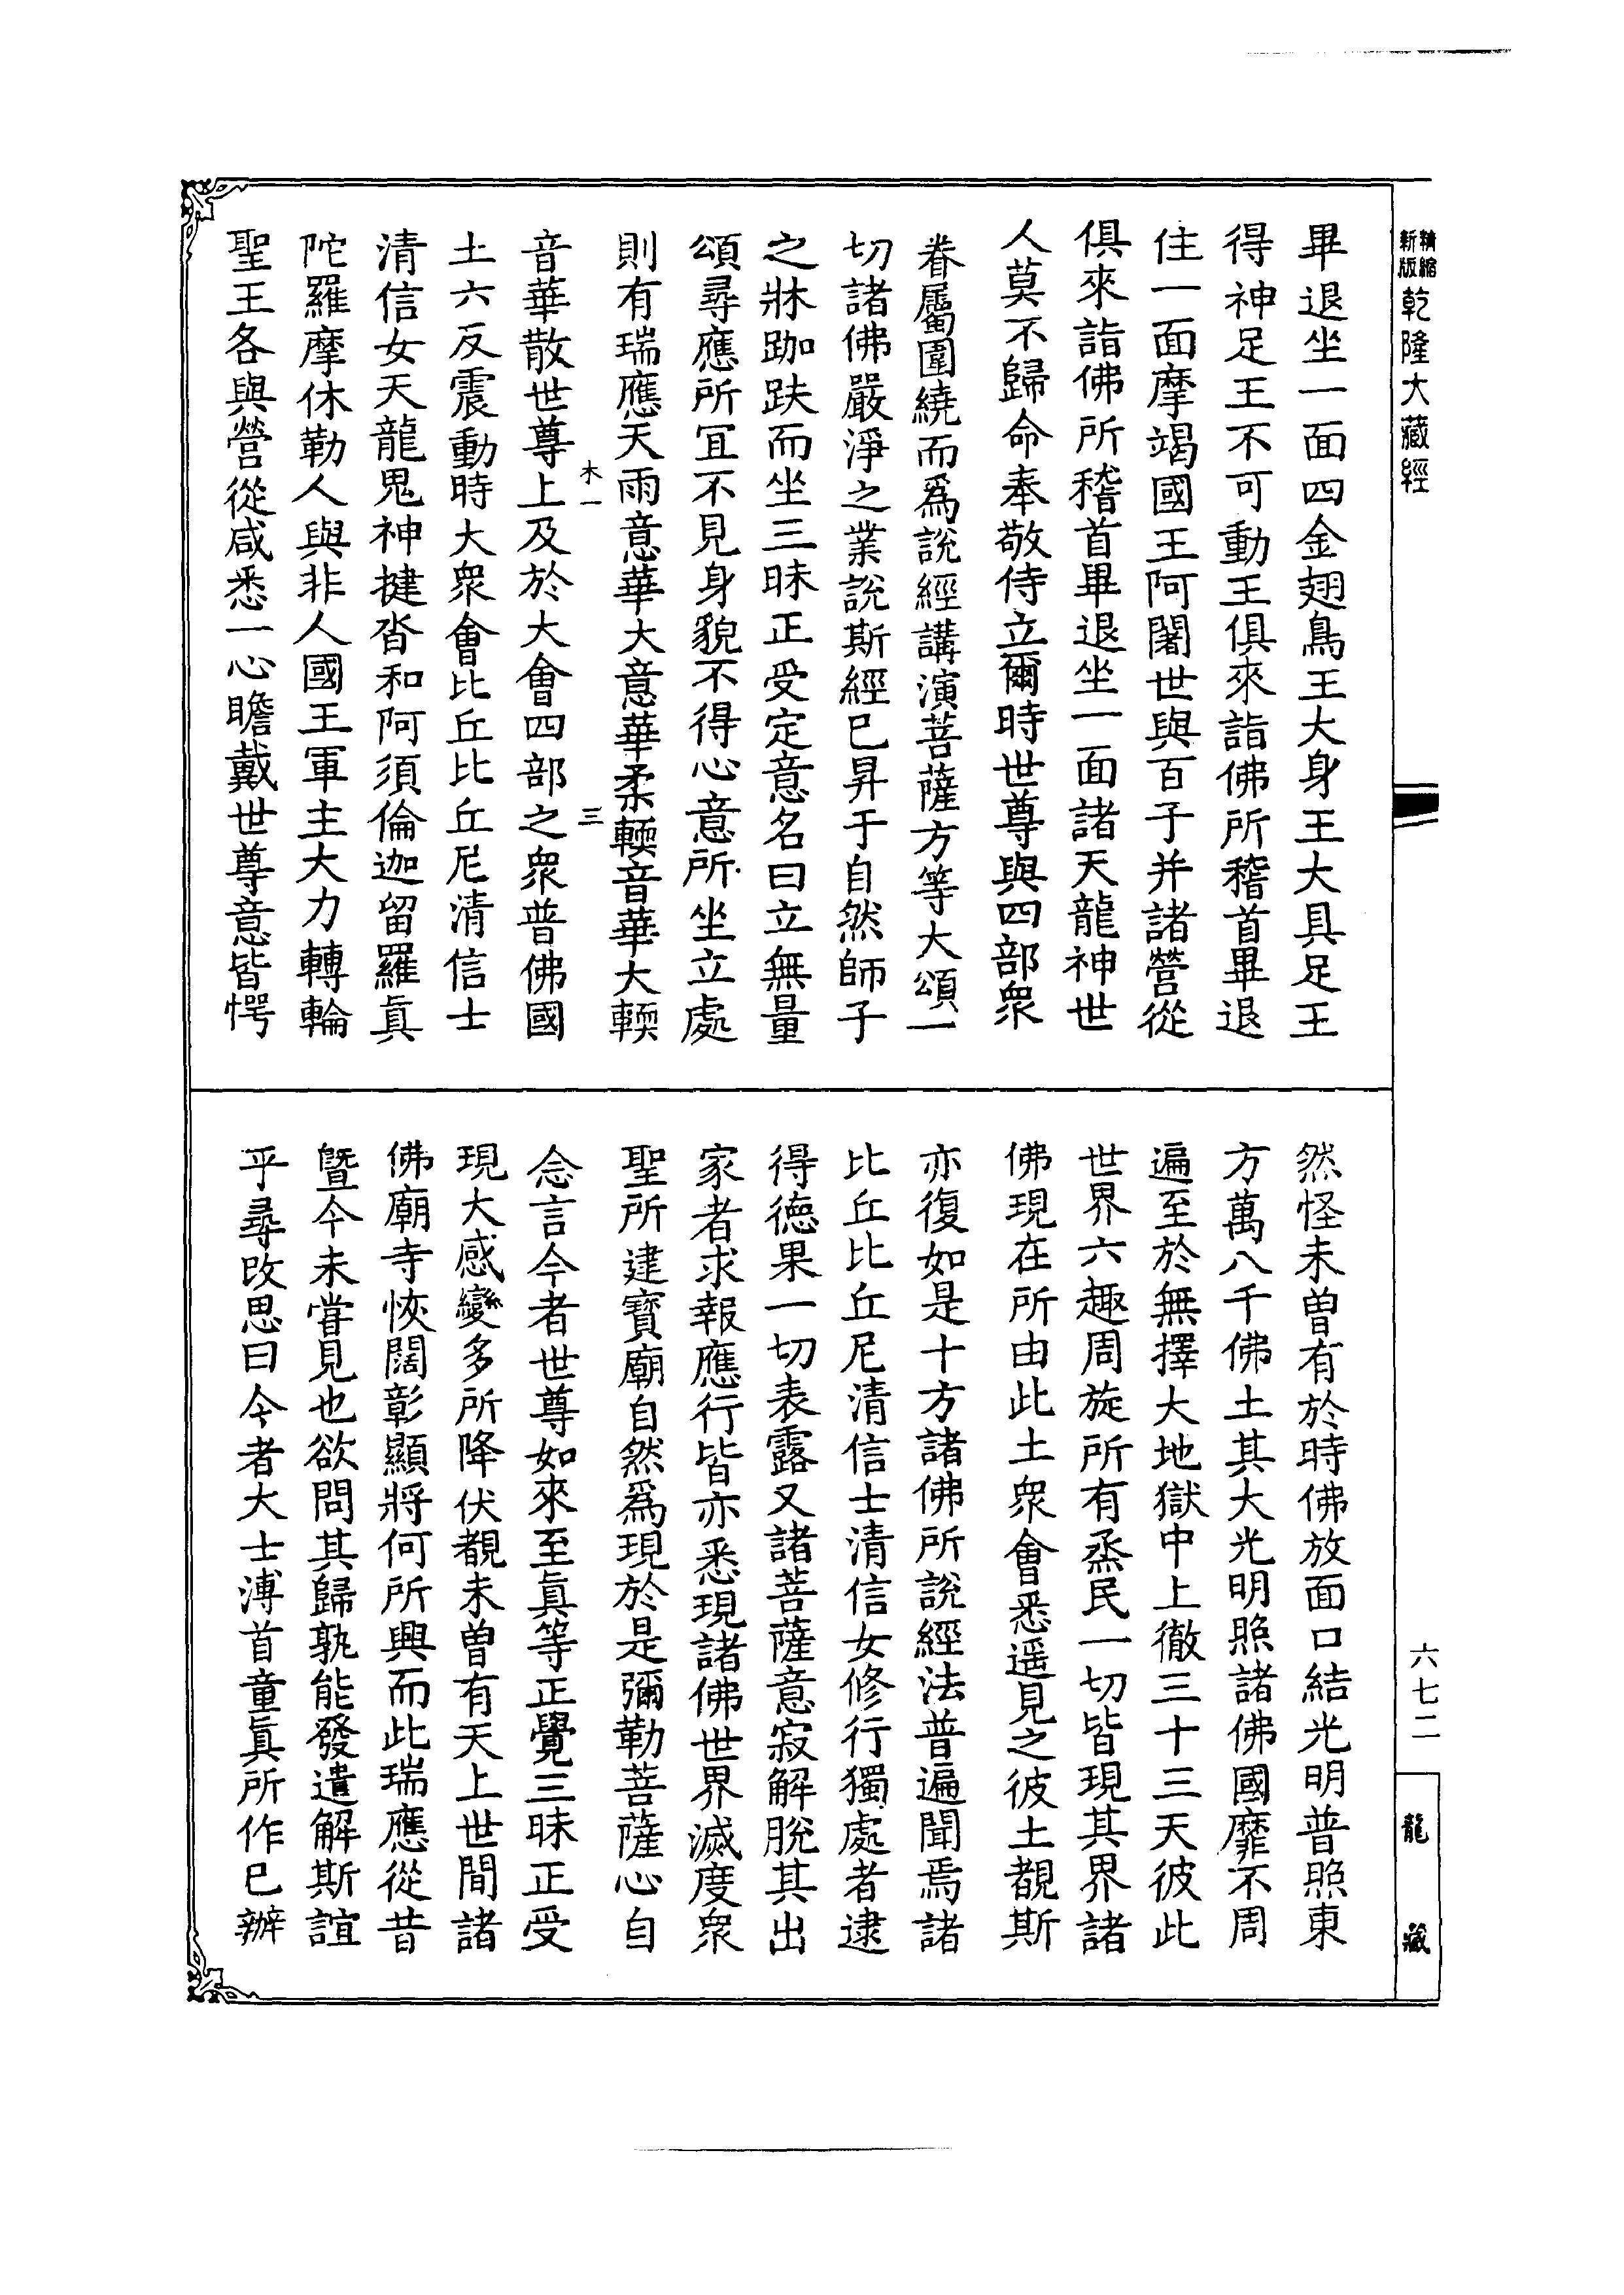 精縮
新版
乾隆大藏經
畢退坐一面四金翅鳥王大身王大具足王
得神足王不可動王俱來詣佛所稽首畢退
住一面摩竭國王阿闍世與百子并諸營從
俱來詣佛所稽首畢退坐一面諸天龍神世
人莫不歸命奉敬侍立爾時世尊與四部衆
眷屬圍繞而爲說經講演菩薩方等大頌一
切諸佛嚴淨之業說斯經已昇于自然師子
之牀跏趺而坐三昧正受定意名曰立無量
頌尋應所宜不見身貌不得心意所坐立處
則有瑞應天雨意華大意華柔輭音華大輭
木一
三
音華散世尊上及於大會四部之衆普佛國
土六反震動時大衆會比丘比丘尼清信士
清信女天龍鬼神揵沓和阿須倫迦留羅眞
陀羅摩休勒人與非人國王軍主大力轉輪
聖王各與營從咸悉一心瞻戴世尊意皆愕
然怪未曾有於時佛放面口結光明普照東
方萬八千佛土其大光明照諸佛國靡不周
遍至於無擇大地獄中上徹三十三天彼此
世界六趣周旋所有烝民一切皆現其界諸
佛現在所由此土衆會悉遥見之彼土覩斯
亦復如是十方諸佛所說經法普遍聞焉諸
比丘比丘尼清信士清信女修行獨處者逮
得德果一切表露又諸菩薩意寂解脫其出
家者求報應行皆亦悉現諸佛世界滅度衆
聖所建寶廟自然爲現於是彌勒菩薩心自
念言今者世尊如來至眞等正覺三昧正受
現大感變多所降伏覩未曾有天上世間諸
佛廟寺恢闊彰顯將何所興而此瑞應從昔
曁今未甞見也欲問其歸孰能發遣解斯誼
乎尋改思曰今者大士溥首童眞所作已辦
六七二
龍藏